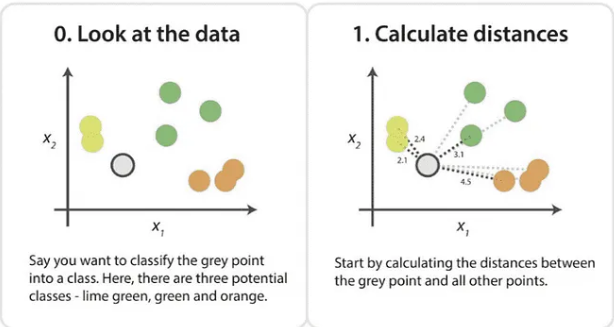 0. Look at the data
x2
x1
Say you want to classify the grey point
into a class. Here, there are three potential
classes - lime green, green and orange.
1. Calculate distances
x2
2.4
2.1
3.1
4.5
x1
Start by calculating the distances between
the grey point and all other points.